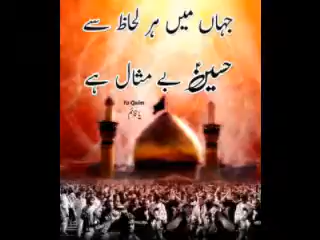 جہاں میں ہر لحاظ سے
حسینؑ بے مثال ہے
Ya Qaim
یا قائم